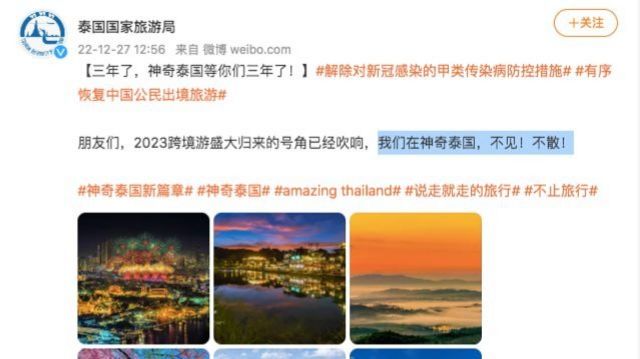 泰国国家旅游局
+关注
22-12-27 12:56 来自 微博 weibo.com
【三年了，神奇泰国等你们三年了！】#解除对新冠感染的甲类传染病防控措施# #有序
恢复中国公民出境旅游#
朋友们，2023跨境游盛大归来的号角已经吹响，我们在神奇泰国，不见！不散！
#神奇泰国新篇章# #神奇泰国# #amazing thailand# #说走就走的旅行# #不止旅行#